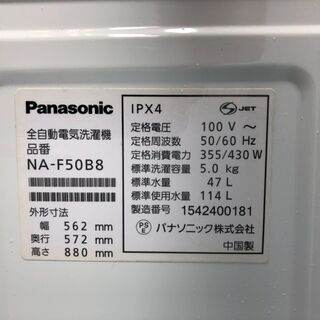 Panasonic
全自動電気洗濯機
品番
NA-F50B8
外形寸法
幅 562 mm
奥行 572 mm
高さ 880 mm
IPX4
JET
定格電圧 100 V ～
定格周波数 50/60 Hz
定格消費電力 355/430 W
標準洗濯容量 5.0 kg
標準水量 47 L
標準使用水量 114 L
製造番号 1542400181
PS E パナソニック株式会社
中国製